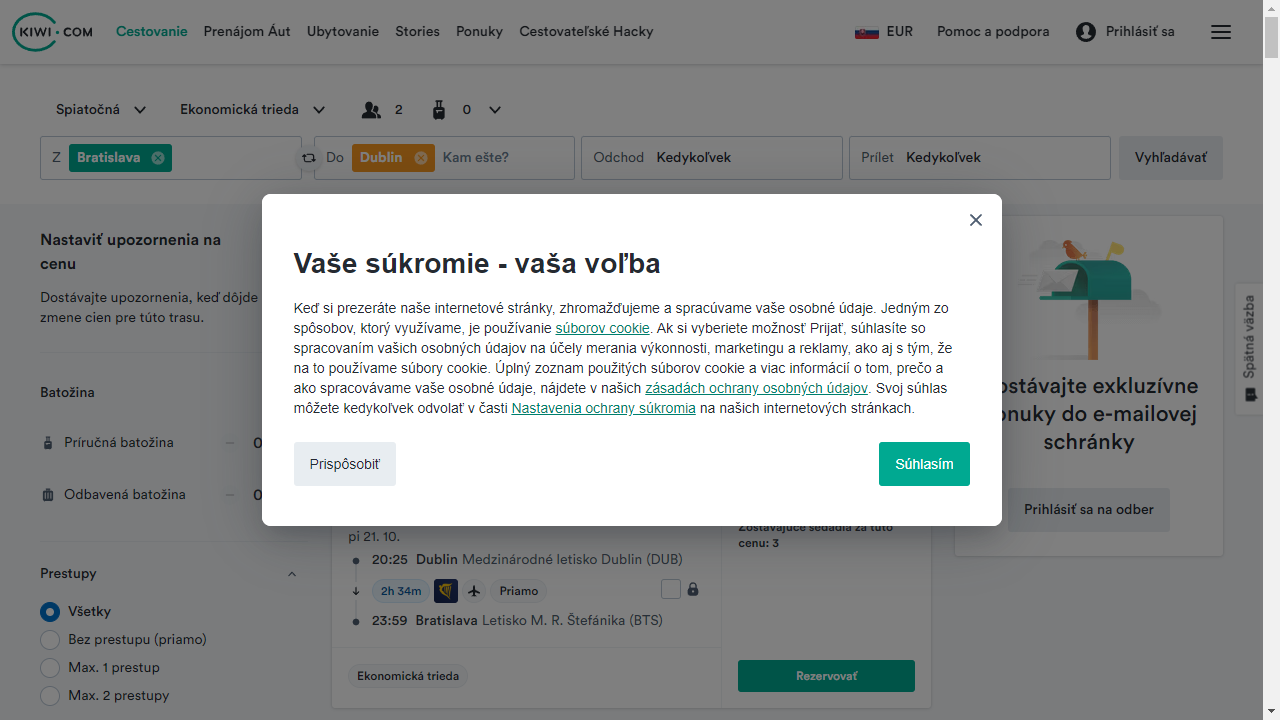 KIWI.COM
Cestovanie Prenájom Áut Ubytovanie Stories Ponuky Cestovateľské Hacky EUR Pomoc a podpora Prihlásiť sa
Spiatočná Ekonomická trieda 2 0
Z Bratislava Do Dublin Kam ešte? Odchod Kedykoľvek Prílet Kedykoľvek Vyhľadávať
Nastaviť upozornenia na
cenu
Dostávajte upozornenia, keď dôjde
zmene cien pre túto trasu.
Batožina
Príručná batožina 0
Odbavená batožina 0
Prestupy
Všetky
Bez prestupu (priamo)
Max. 1 prestup
Max. 2 prestupy
Vaše súkromie - vaša voľba
Keď si prezeráte naše internetové stránky, zhromažďujeme a spracúvame vaše osobné údaje. Jedným zo
spôsobov, ktorý využívame, je používanie súborov cookie. Ak si vyberiete možnosť Prijať, súhlasíte so
spracovaním vašich osobných údajov na účely merania výkonnosti, marketingu a reklamy, ako aj s tým, že
na to používame súbory cookie. Úplný zoznam použitých súborov cookie a viac informácií o tom, prečo a
ako spracovávame vaše osobné údaje, nájdete v našich zásadách ochrany osobných údajov. Svoj súhlas
môžete kedykoľvek odvolať v časti Nastavenia ochrany súkromia na našich internetových stránkach.
Prispôsobiť Súhlasím
pi 21. 10.
20:25 Dublin Medzinárodné letisko Dublin (DUB)
2h 34m Priamo
23:59 Bratislava Letisko M. R. Štefánika (BTS)
Ekonomická trieda
Zostávajúce sedadlá za túto
cenu: 3
Rezervovať
ostávajte exkluzívne
onuky do e-mailovej
schránky
Prihlásiť sa na odber
Spätná väzba